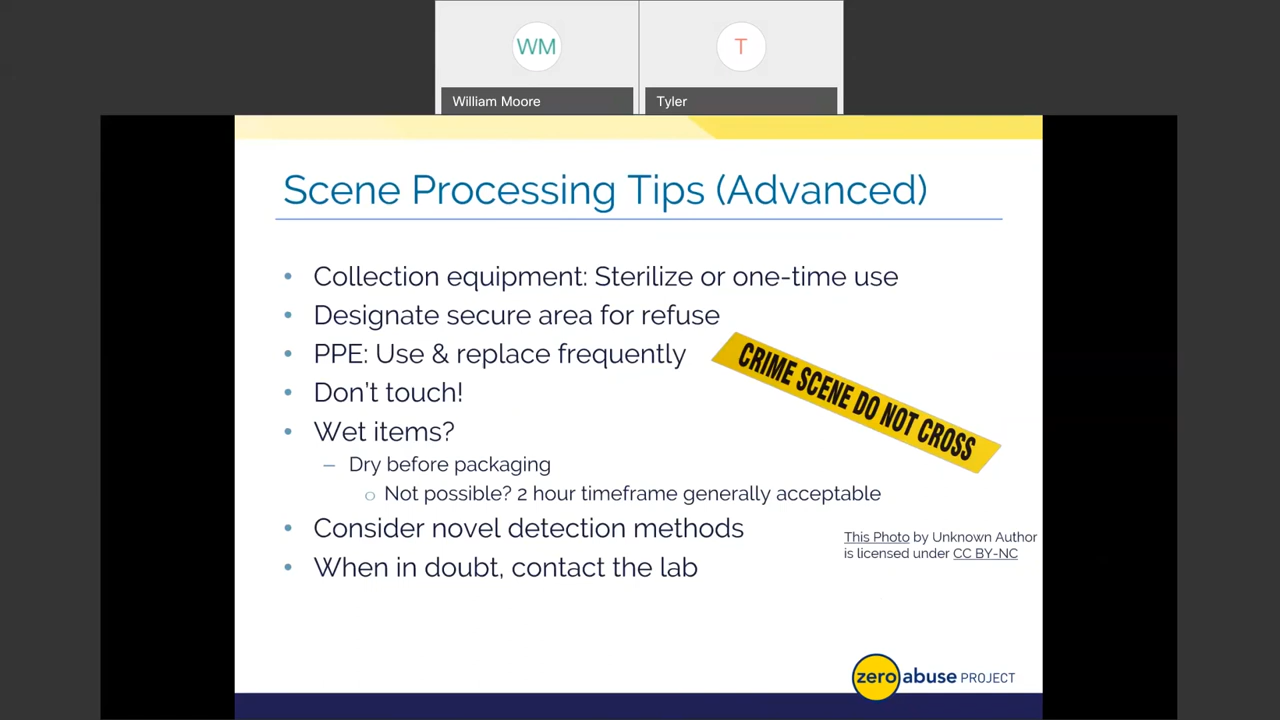 WM
T
William Moore
Tyler
Scene Processing Tips (Advanced)
• Collection equipment: Sterilize or one-time use
• Designate secure area for refuse
• PPE: Use & replace frequently
• Don't touch!
• Wet items?
– Dry before packaging
o Not possible? 2 hour timeframe generally acceptable
• Consider novel detection methods
• When in doubt, contact the lab
CRIME SCENE DO NOT CROSS
This Photo by Unknown Author
is licensed under CC BY-NC
zero abuse PROJECT